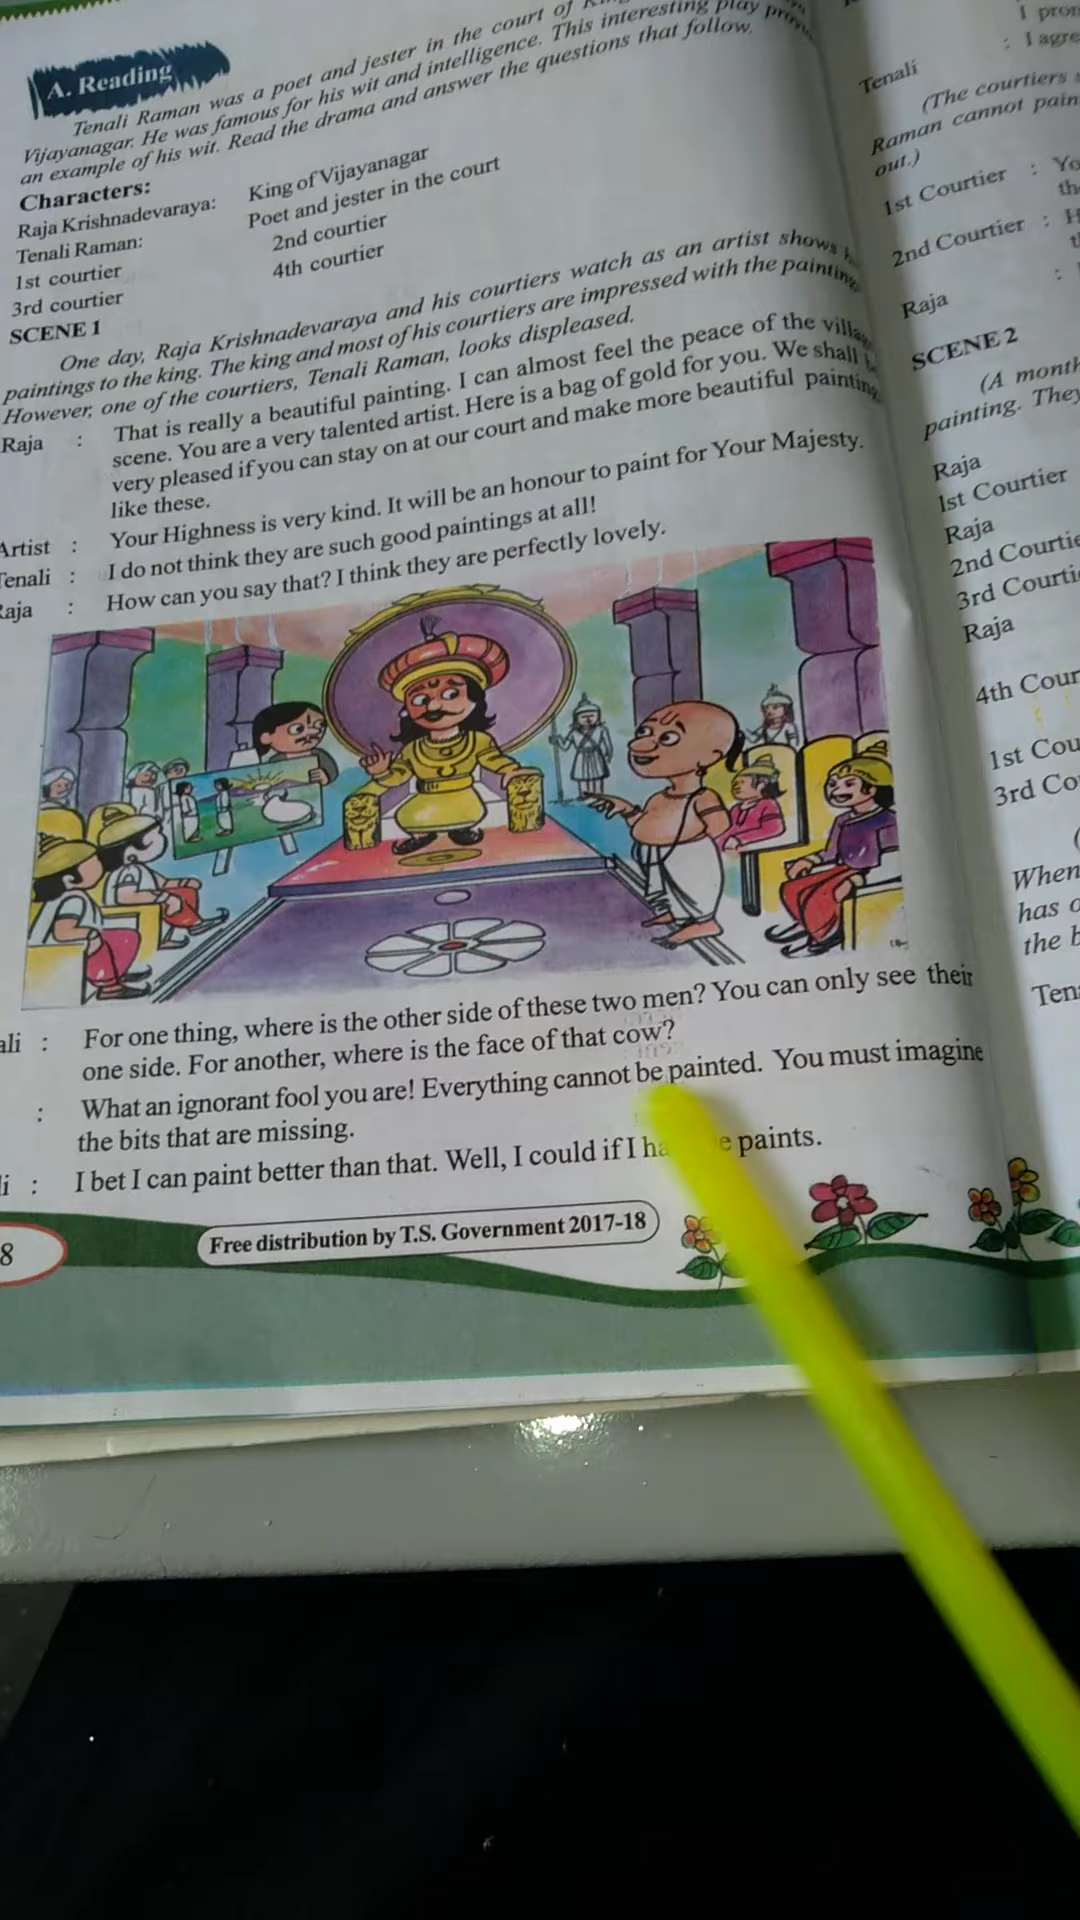 A. Reading
Tenali Raman was a poet and jester in the court of
Vijayanagar. He was famous for his wit and intelligence. This interesting play
an example of his wit. Read the drama and answer the questions that follow.
Characters:
Raja Krishnadevaraya: King of Vijayanagar
Tenali Raman: Poet and jester in the court
1st courtier 2nd courtier
3rd courtier 4th courtier
SCENE 1
One day, Raja Krishnadevaraya and his courtiers watch as an artist shows
paintings to the king. The king and most of his courtiers are impressed with the
However, one of the courtiers, Tenali Raman, looks displeased.
Raja : That is really a beautiful painting. I can almost feel the peace of the
scene. You are a very talented artist. Here is a bag of gold for you. We shall
very pleased if you can stay on at our court and make more beautiful
like these.
Artist : Your Highness is very kind. It will be an honour to paint for Your Majesty.
Tenali : I do not think they are such good paintings at all!
Raja : How can you say that? I think they are perfectly lovely.
ali : For one thing, where is the other side of these two men? You can only see their
one side. For another, where is the face of that cow?
: What an ignorant fool you are! Everything cannot be painted. You must imagine
the bits that are missing.
i : I bet I can paint better than that. Well, I could if I paints.
8
Free distribution by T.S. Government 2017-18
I
: I agre
Tenali
(The courtiers
Raman cannot
out.)
1st Courtier : Yo
th
2nd Courtier : H
Raja :
SCENE 2
(A month
painting. They
Raja
1st Courtier
Raja
2nd Courtie
3rd Courti
Raja
4th Cour
1st Cou
3rd Co
(
When
has
the b
Ten